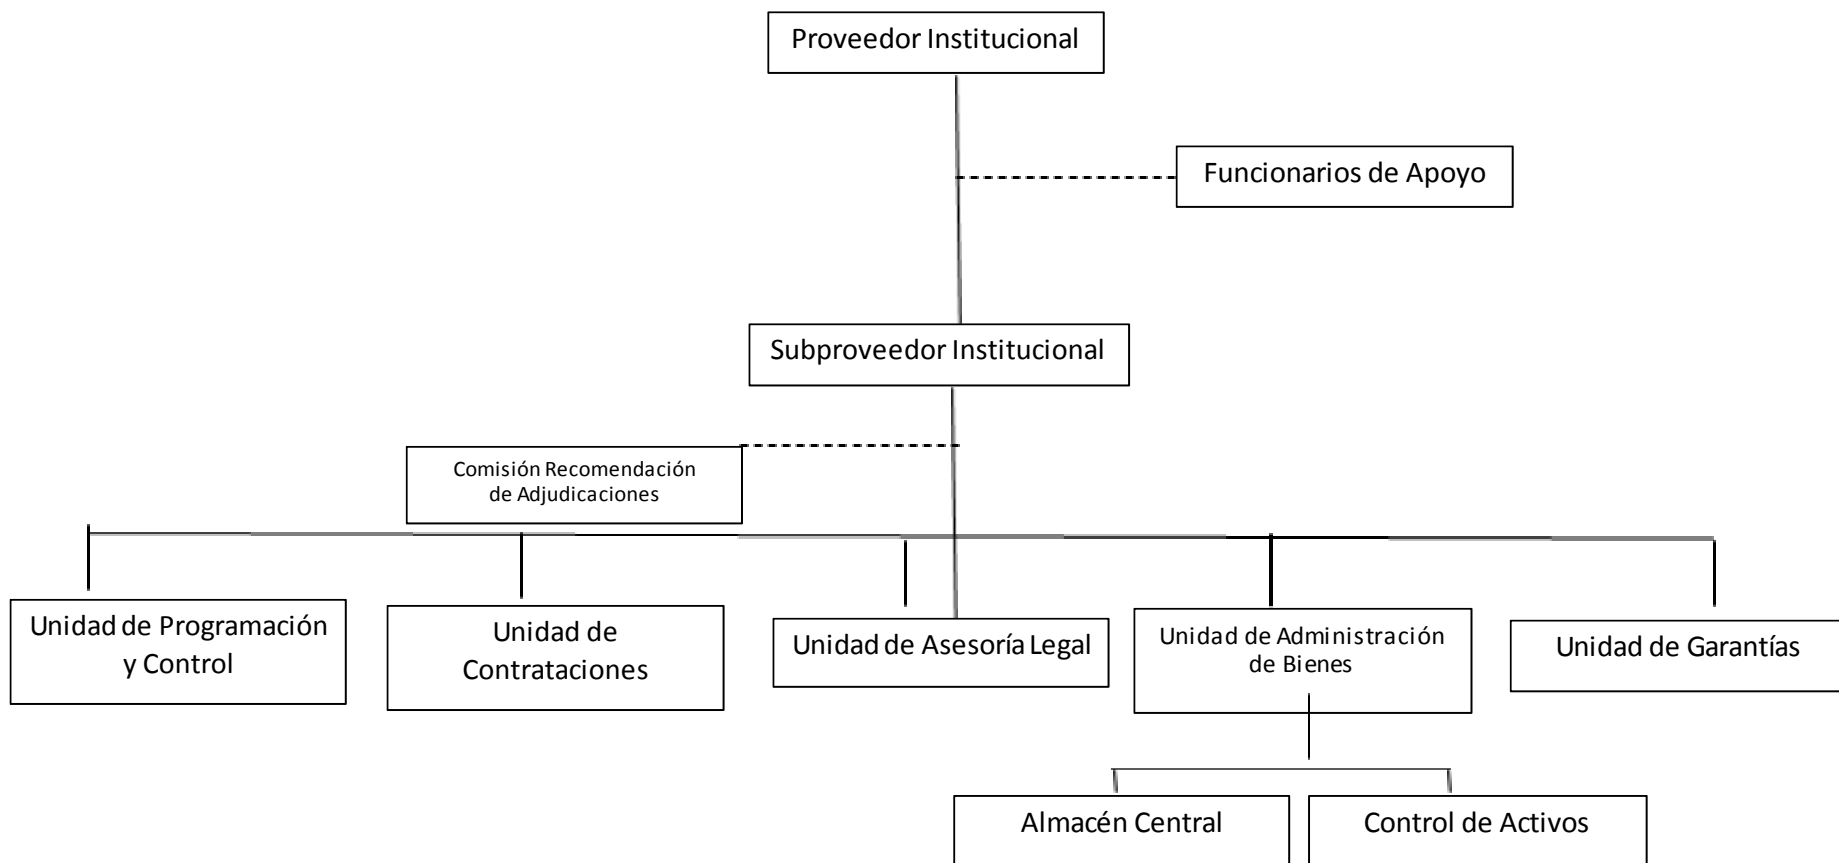 Proveedor Institucional
Funcionarios de Apoyo
Subproveedor Institucional
Comisión Recomendación
de Adjudicaciones
Unidad de Programación
y Control
Unidad de
Contrataciones
Unidad de Asesoría Legal
Unidad de Administración
de Bienes
Unidad de Garantías
Almacén Central
Control de Activos